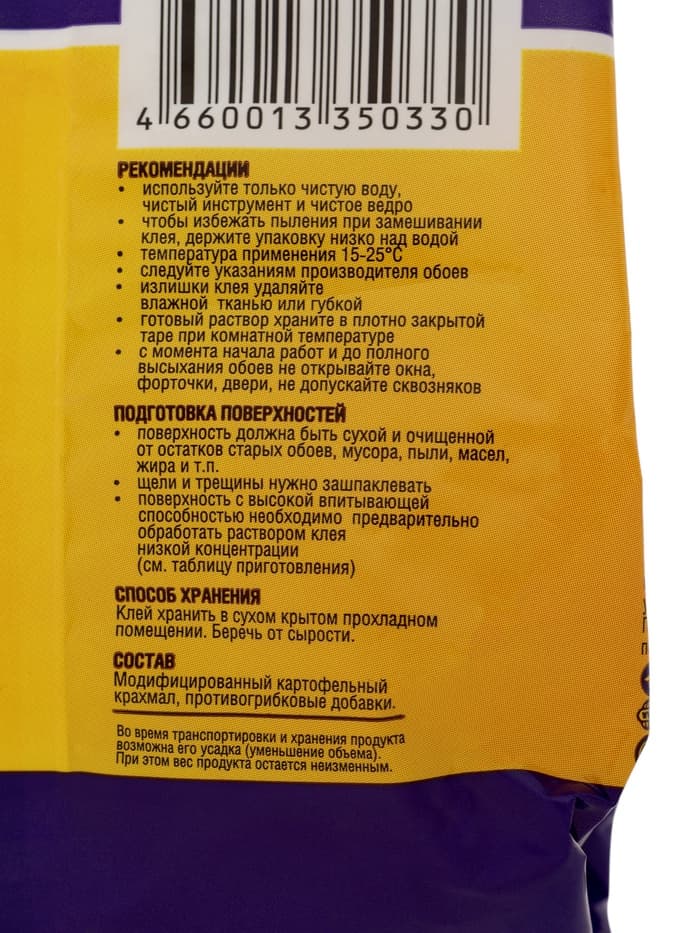 4 660013 350330
РЕКОМЕНДАЦИИ
• используйте только чистую воду,
чистый инструмент и чистое ведро
• чтобы избежать пыления при замешивании
клея, держите упаковку низко над водой
• температура применения 15-25°C
• следуйте указаниям производителя обоев
• излишки клея удаляйте
влажной тканью или губкой
• готовый раствор храните в плотно закрытой
таре при комнатной температуре
• с момента начала работ и до полного
высыхания обоев не открывайте окна,
форточки, двери, не допускайте сквозняков
ПОДГОТОВКА ПОВЕРХНОСТЕЙ
• поверхность должна быть сухой и очищенной
от остатков старых обоев, мусора, пыли, масел,
жира и т.п.
• щели и трещины нужно зашпаклевать
• поверхность с высокой впитывающей
способностью необходимо предварительно
обработать раствором клея
низкой концентрации
(см. таблицу приготовления)
СПОСОБ ХРАНЕНИЯ
Клей хранить в сухом крытом прохладном
помещении. Беречь от сырости.
СОСТАВ
Модифицированный картофельный
крахмал, противогрибковые добавки.
Во время транспортировки и хранения продукта
возможна его усадка (уменьшение объема).
При этом вес продукта остается неизменным.